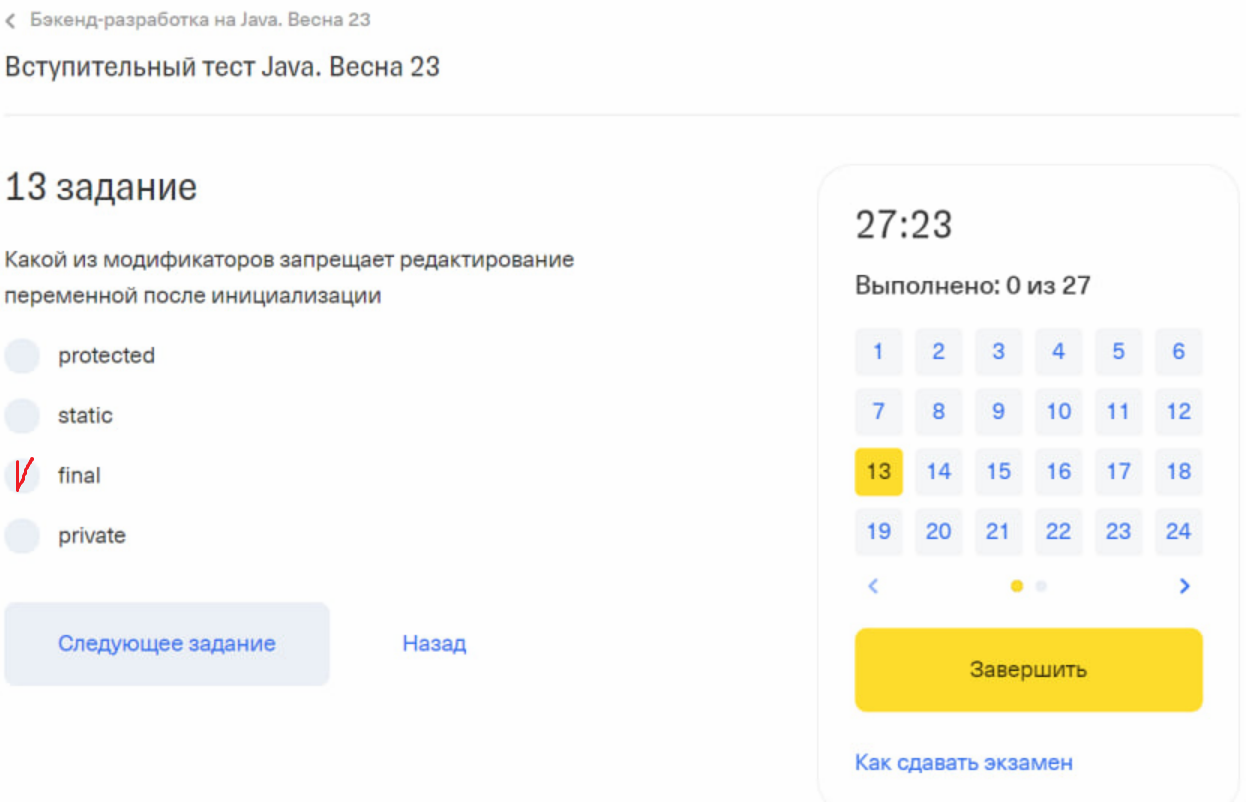 Бэкенд-разработка на Java. Весна 23
Вступительный тест Java. Весна 23
13 задание
Какой из модификаторов запрещает редактирование
переменной после инициализации
protected
static
final
private
Следующее задание
Назад
27:23
Выполнено: 0 из 27
1 2 3 4 5 6
7 8 9 10 11 12
13 14 15 16 17 18
19 20 21 22 23 24
Завершить
Как сдавать экзамен